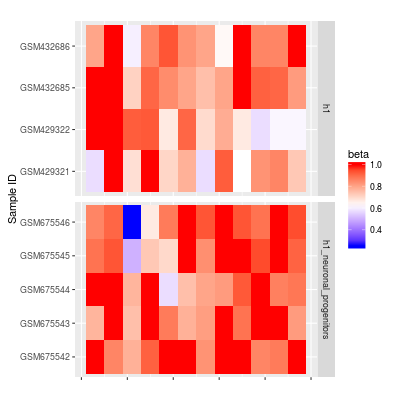 GSM432686
GSM432685
GSM429322
GSM429321
h1
GSM675546
GSM675545
GSM675544
GSM675543
GSM675542
h1_neuronal_progenitors
Sample ID
beta
1.0
0.8
0.6
0.4